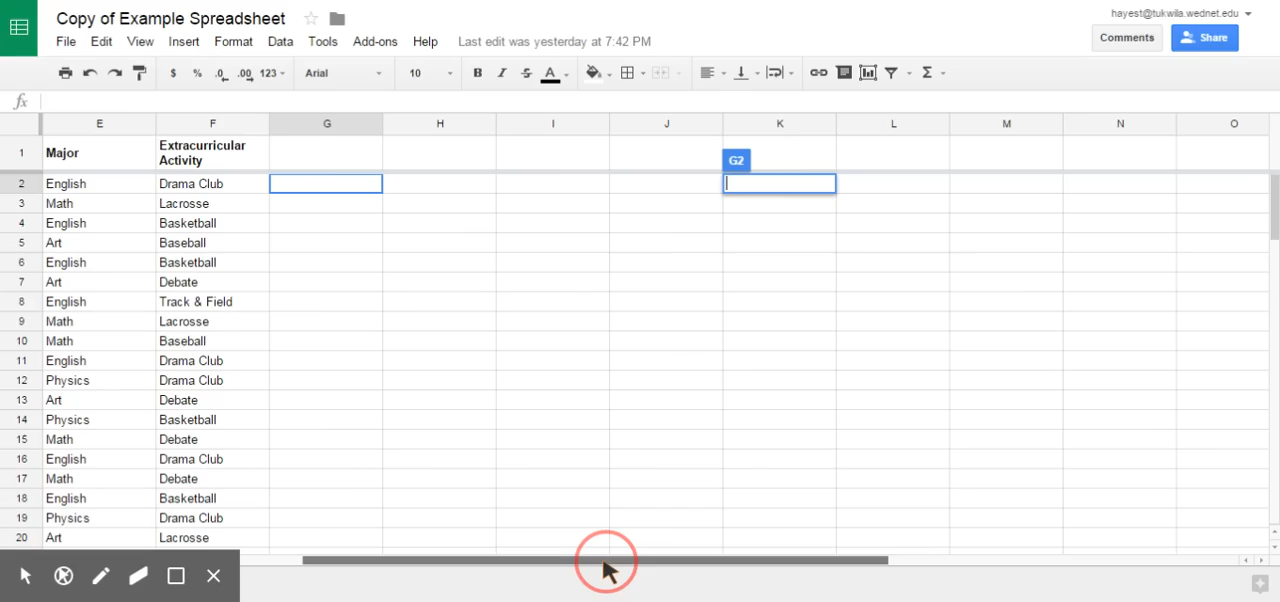 Copy of Example Spreadsheet
hayest@tukwila.wednet.edu
File Edit View Insert Format Data Tools Add-ons Help Last edit was yesterday at 7:42 PM
Comments Share
$ % .0 .00 123 Arial 10 B I S A Σ
fx
E F G H I J K L M N O
1 Major Extracurricular Activity G2
2 English Drama Club
3 Math Lacrosse
4 English Basketball
5 Art Baseball
6 English Basketball
7 Art Debate
8 English Track & Field
9 Math Lacrosse
10 Math Baseball
11 English Drama Club
12 Physics Drama Club
13 Art Debate
14 Physics Basketball
15 Math Debate
16 English Drama Club
17 Math Debate
18 English Basketball
19 Physics Drama Club
20 Art Lacrosse